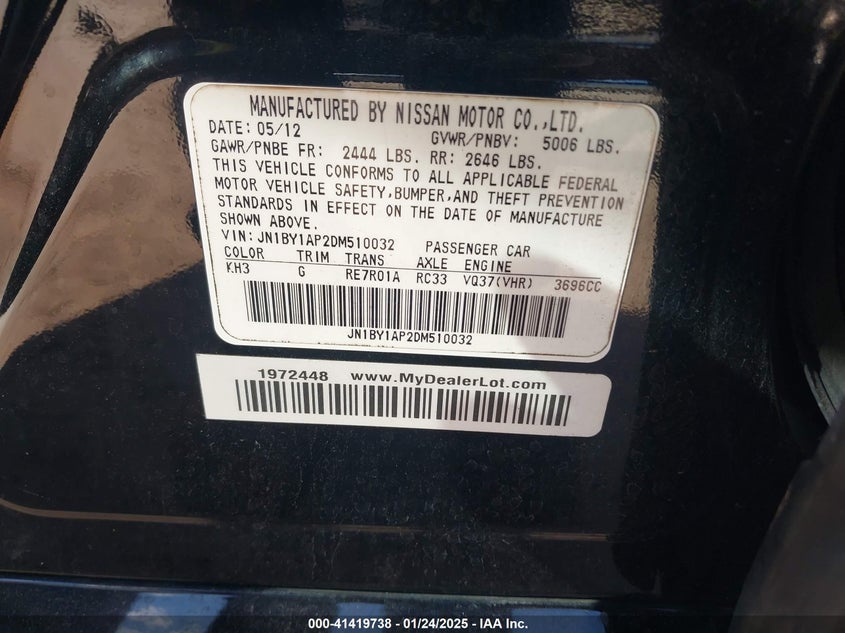 MANUFACTURED BY NISSAN MOTOR CO.,LTD.
DATE: 05/12 GVWR/PNBV: 5006 LBS.
GAWR/PNBE FR: 2444 LBS. RR: 2646 LBS.
THIS VEHICLE CONFORMS TO ALL APPLICABLE FEDERAL
MOTOR VEHICLE SAFETY,BUMPER,AND THEFT PREVENTION
STANDARDS IN EFFECT ON THE DATE OF MANUFACTURE
SHOWN ABOVE.
VIN: JN1BY1AP2DM510032 PASSENGER CAR
COLOR TRIM TRANS AXLE ENGINE
KH3 G RE7R01A RC33 VQ37(VHR) 3696CC
JN1BY1AP2DM510032
1972448 www.MyDealerLot.com
000-41419738 - 01/24/2025 - IAA Inc.